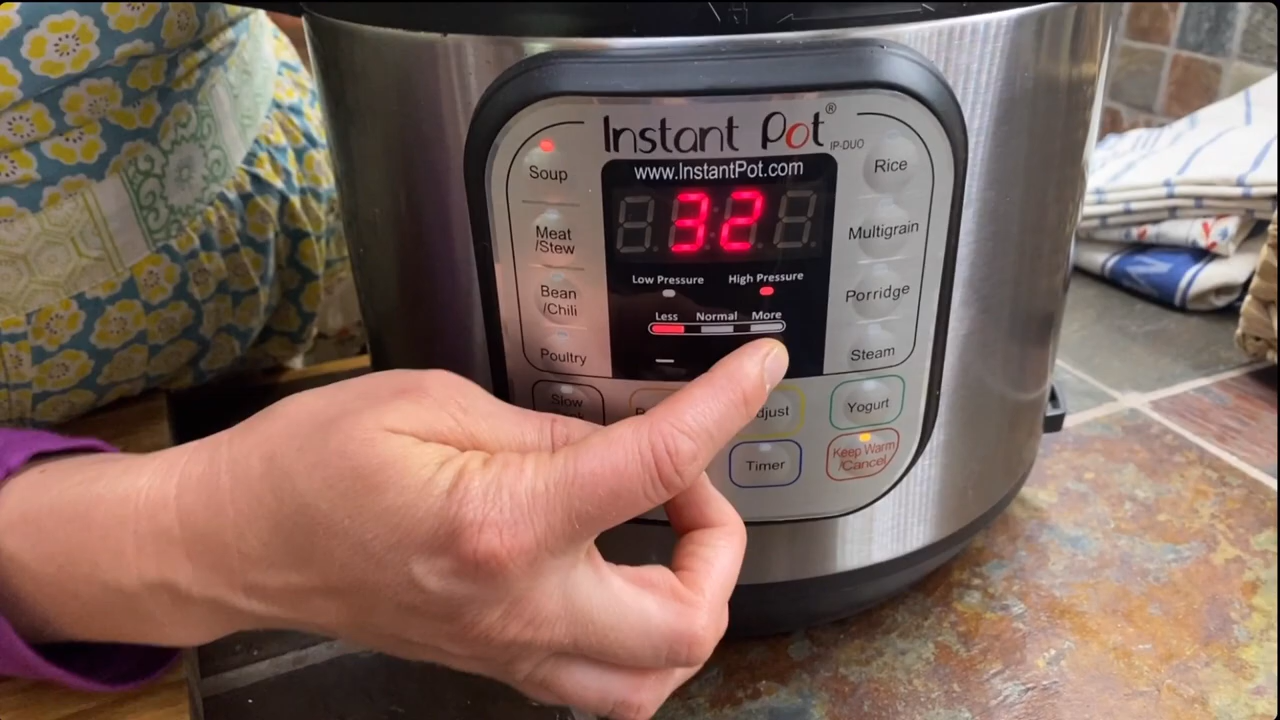 Instant Pot®
IP-DUO
www.InstantPot.com
32
Low Pressure
High Pressure
Less
Normal
More
Soup
Meat
/Stew
Bean
/Chili
Poultry
Slow
Rice
Multigrain
Porridge
Steam
djust
Yogurt
Timer
Keep Warm
/Cancel